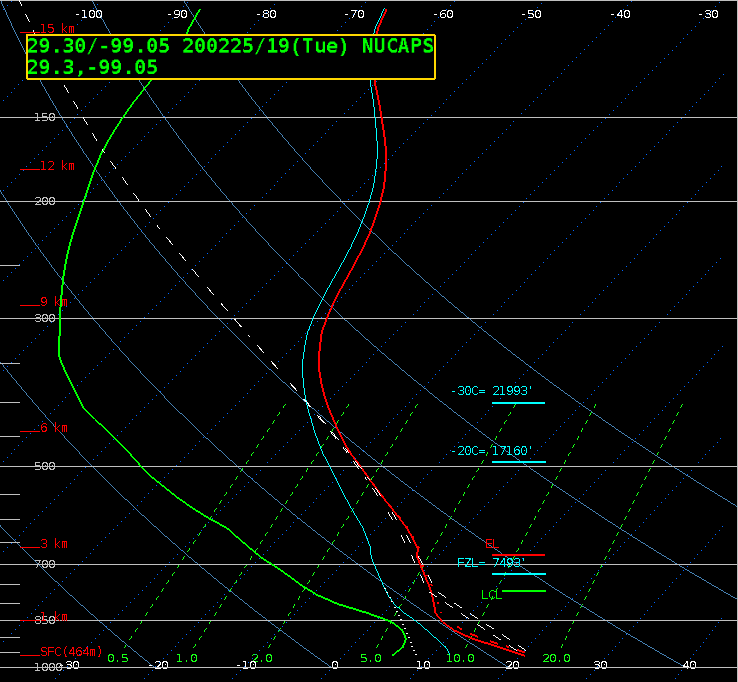 -100 -90 -80 -70 -60 -50 -40 -30
15 km
29.30/-99.05 200225/19(Tue) NUCAPS
29.3,-99.05
150
12 km
200
9 km
300
-30C= 21993'
6 km
-20C= 17160'
500
3 km
EL
700
FZL= 7493'
LCL
1 km
850
SFC(464m)
0.5 1.0 2.0 5.0 10.0 20.0
1000
-30 -20 -10 0 10 20 30 40